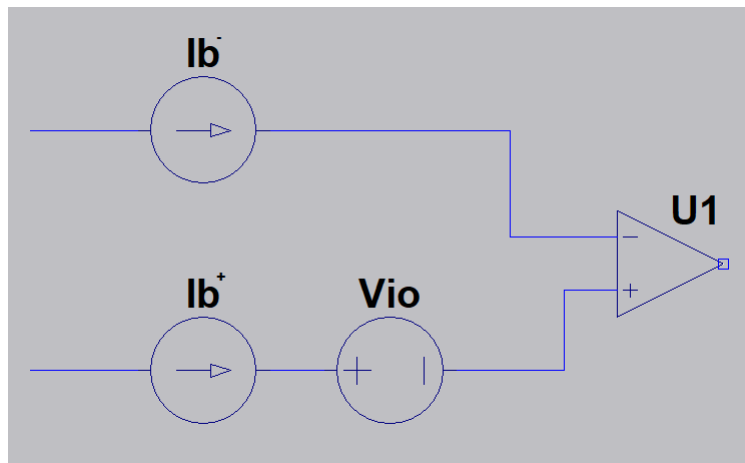 Ib-
U1
-
+
Ib+
Vio
+ |